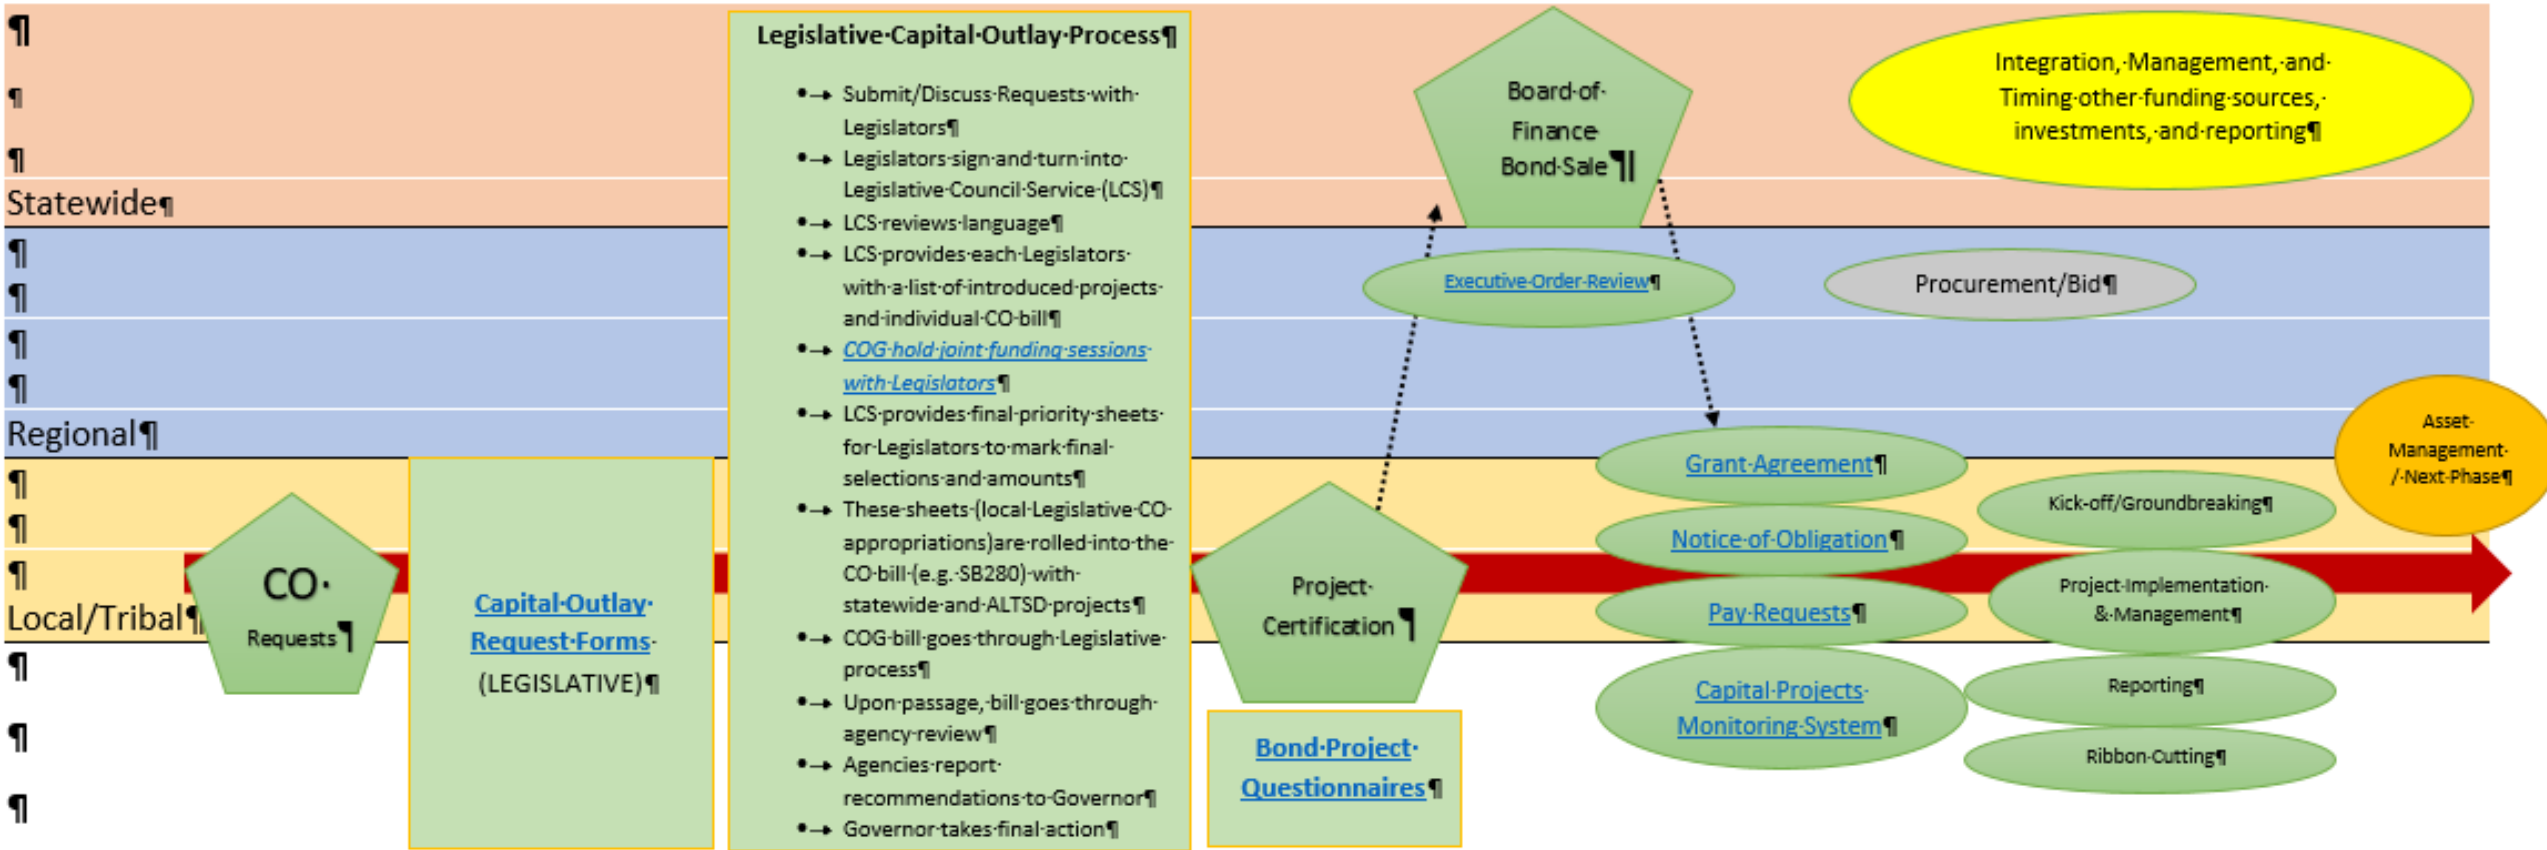 Statewide¶
Regional¶
Local/Tribal¶
CO·
Requests¶
Capital·Outlay·
Request·Forms·
(LEGISLATIVE)¶
Legislative·Capital·Outlay·Process¶
•→ Submit/Discuss·Requests·with·
Legislators¶
•→ Legislators·sign·and·turn·into·
Legislative·Council·Service·(LCS)¶
•→ LCS·reviews·language¶
•→ LCS·provides·each·Legislators·
with·a·list·of·introduced·projects·
and·individual·CO·bill¶
•→ COG·hold·joint·funding·sessions·
with·Legislators¶
•→ LCS·provides·final·priority·sheets·
for·Legislators·to·mark·final·
selections·and·amounts¶
•→ These·sheets·(local·Legislative·CO·
appropriations)are·rolled·into·the·
CO·bill·(e.g.·SB280)·with·
statewide·and·ALTSD·projects¶
•→ COG·bill·goes·through·Legislative·
process¶
•→ Upon·passage,·bill·goes·through·
agency·review¶
•→ Agencies·report·
recommendations·to·Governor¶
•→ Governor·takes·final·action¶
Project·
Certification¶
Bond·Project·
Questionnaires¶
Board·of·
Finance·
Bond·Sale¶
Executive·Order·Review¶
Grant·Agreement¶
Notice·of·Obligation¶
Pay·Requests¶
Capital·Projects·
Monitoring·System¶
Integration,·Management,·and·
Timing·other·funding·sources,·
investments,·and·reporting¶
Procurement/Bid¶
Kick-off/Groundbreaking¶
Project·Implementation·
&·Management¶
Reporting¶
Ribbon·Cutting¶
Asset·
Management·
/·Next·Phase¶